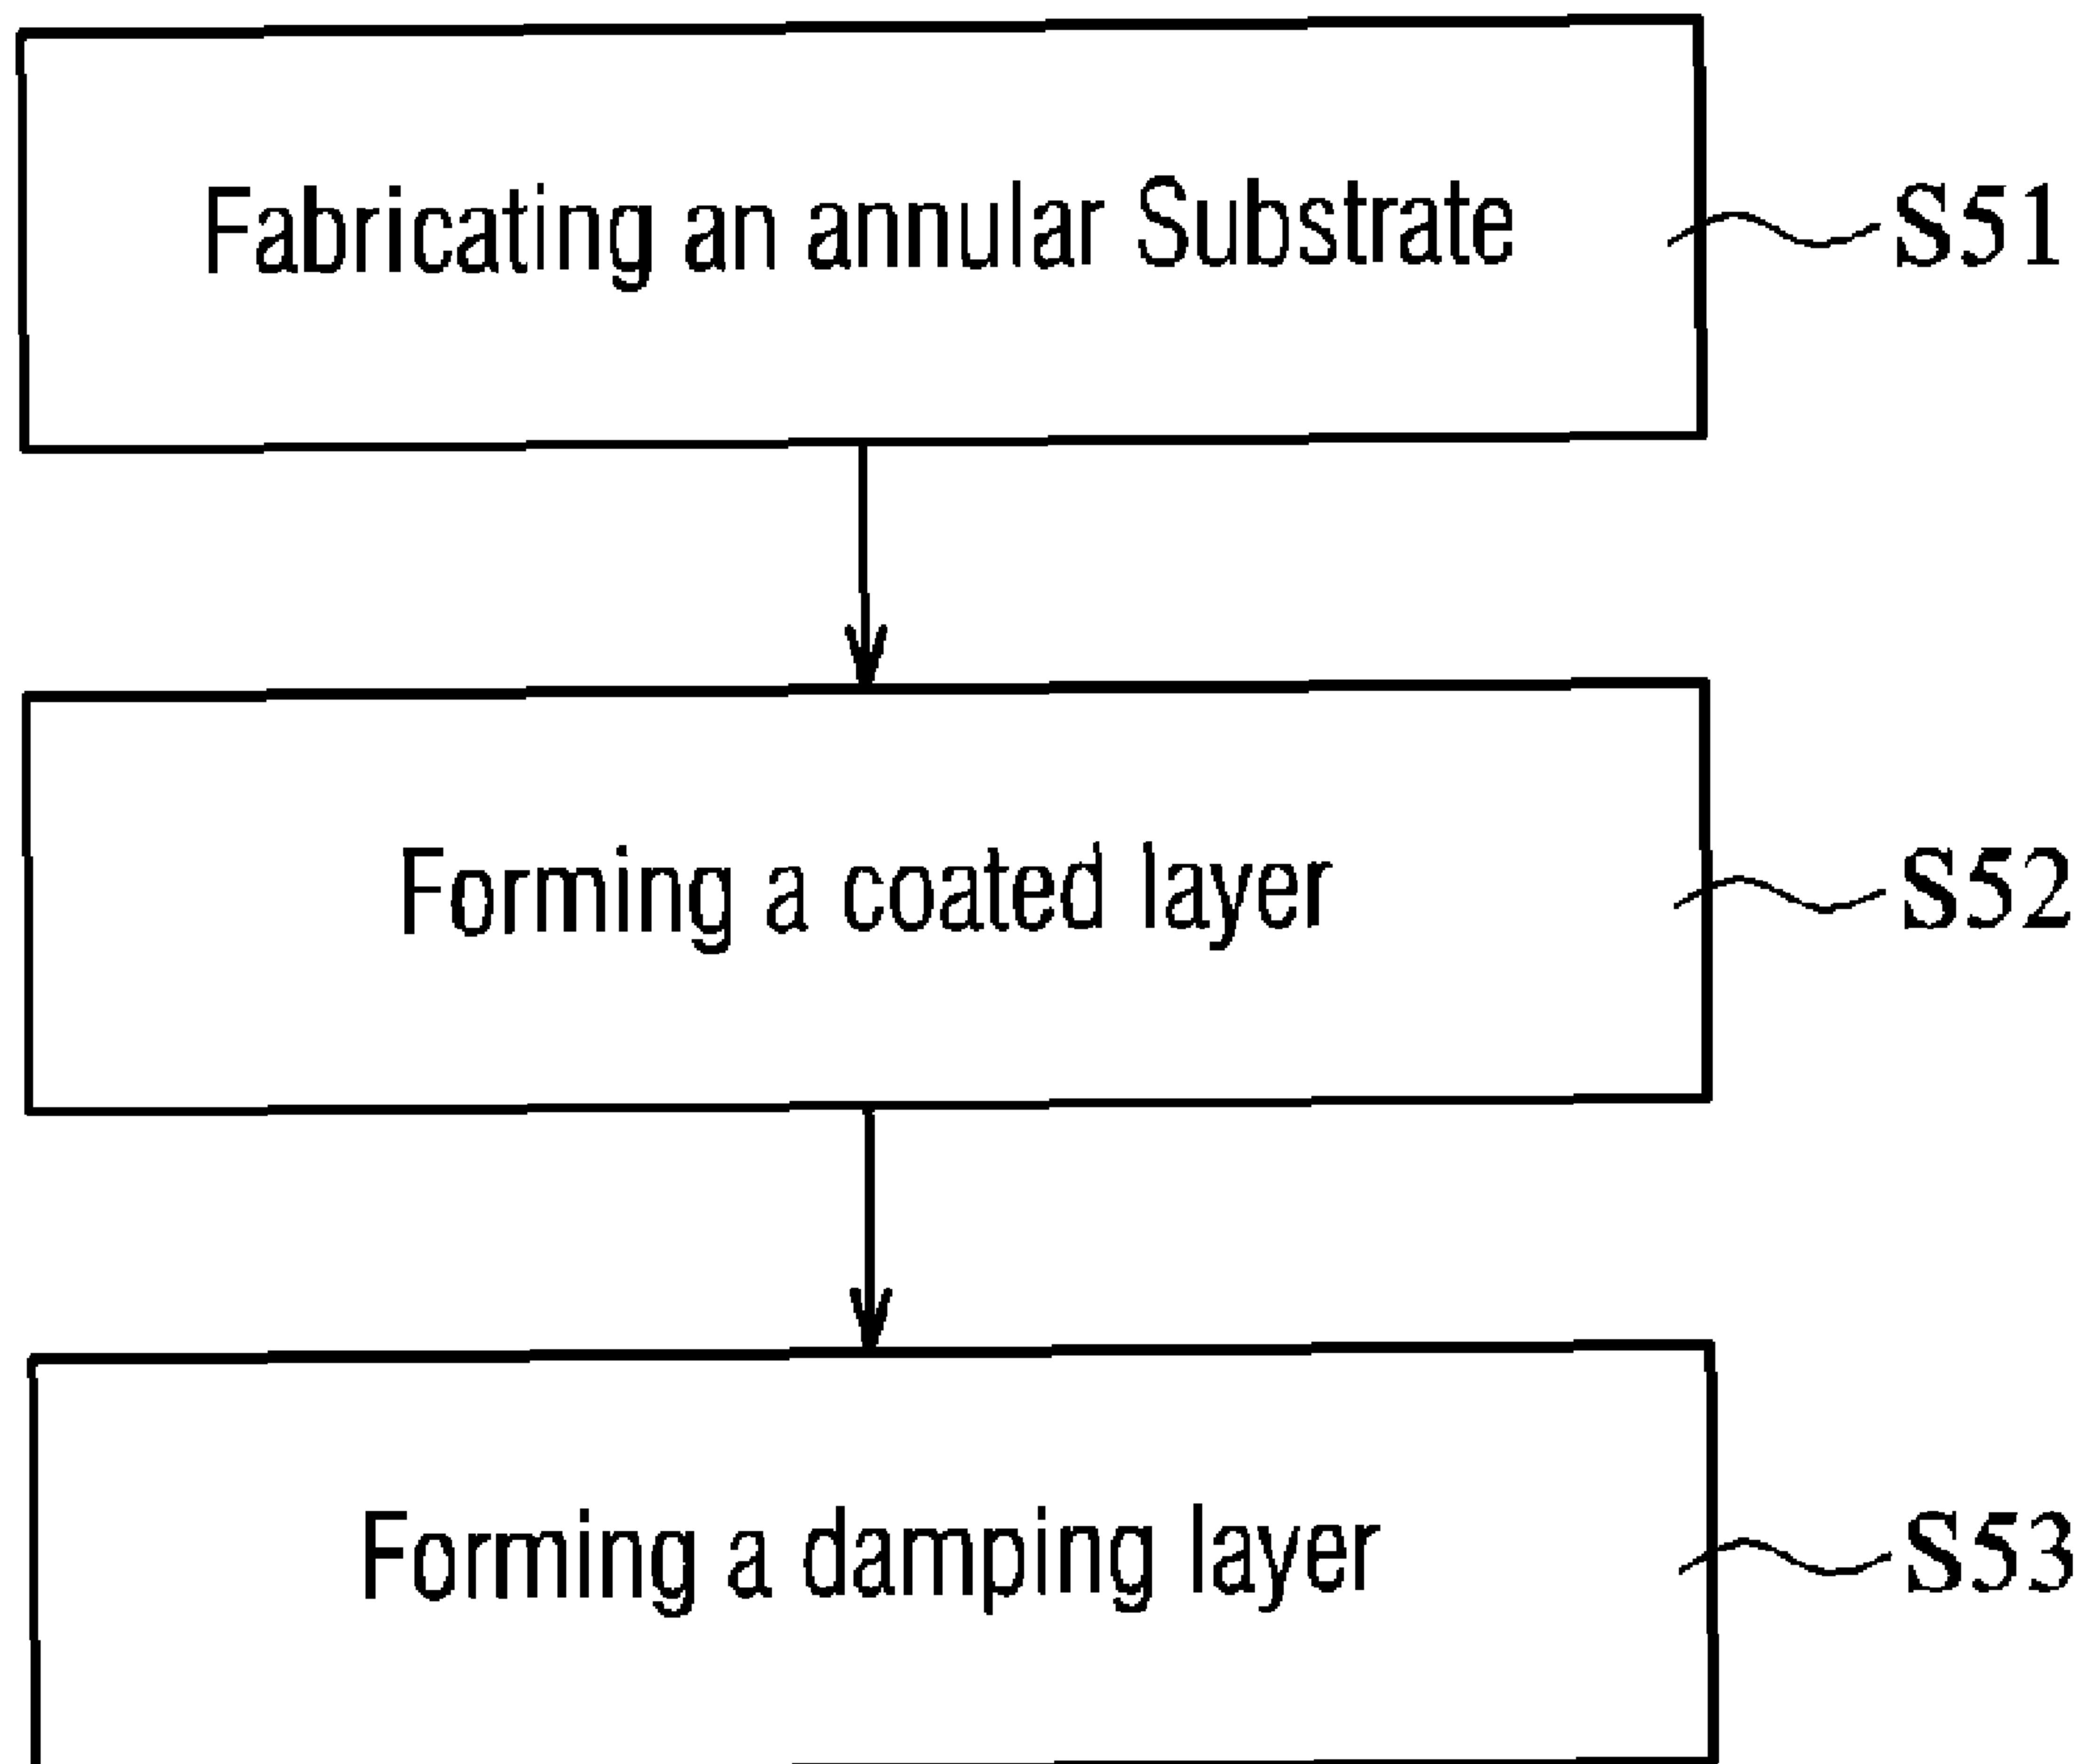 Fabricating an annular Substrate S51
Forming a coated layer S52
Forming a damping layer S53